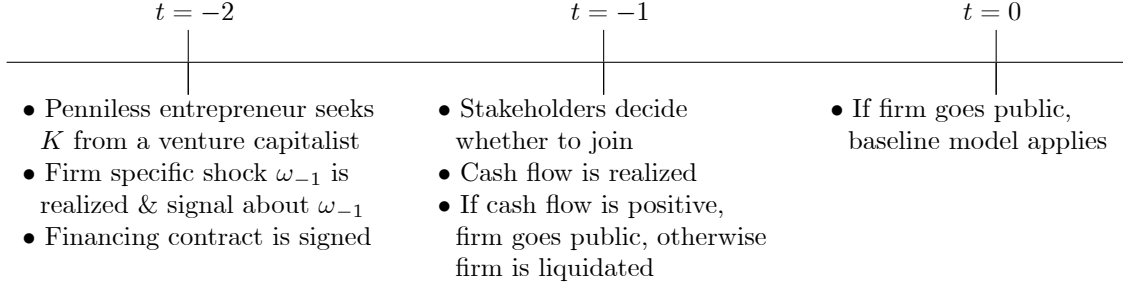 t = −2
t = −1
t = 0
• Penniless entrepreneur seeks
K from a venture capitalist
• Firm specific shock ω₋₁ is
realized & signal about ω₋₁
• Financing contract is signed
• Stakeholders decide
whether to join
• Cash flow is realized
• If cash flow is positive,
firm goes public, otherwise
firm is liquidated
• If firm goes public,
baseline model applies